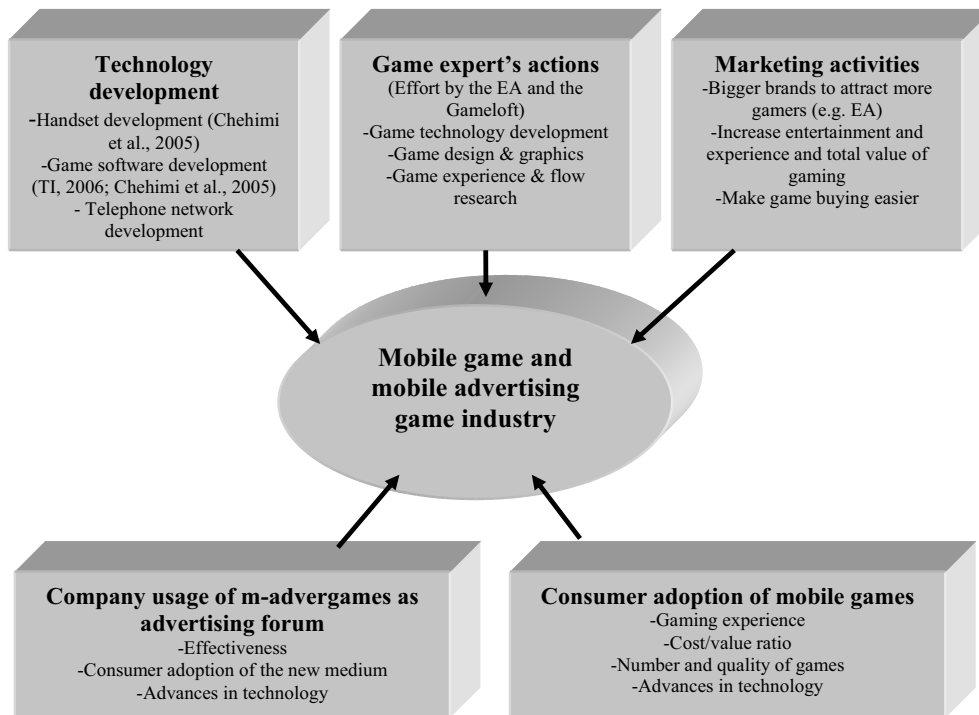 Technology
development
-Handset development (Chehimi
et al., 2005)
-Game software development
(TI, 2006; Chehimi et al., 2005)
- Telephone network
development
Game expert’s actions
(Effort by the EA and the
Gameloft)
-Game technology development
-Game design & graphics
-Game experience & flow
research
Marketing activities
-Bigger brands to attract more
gamers (e.g. EA)
-Increase entertainment and
experience and total value of
gaming
-Make game buying easier
Mobile game and
mobile advertising
game industry
Company usage of m-advergames as
advertising forum
-Effectiveness
-Consumer adoption of the new medium
-Advances in technology
Consumer adoption of mobile games
-Gaming experience
-Cost/value ratio
-Number and quality of games
-Advances in technology